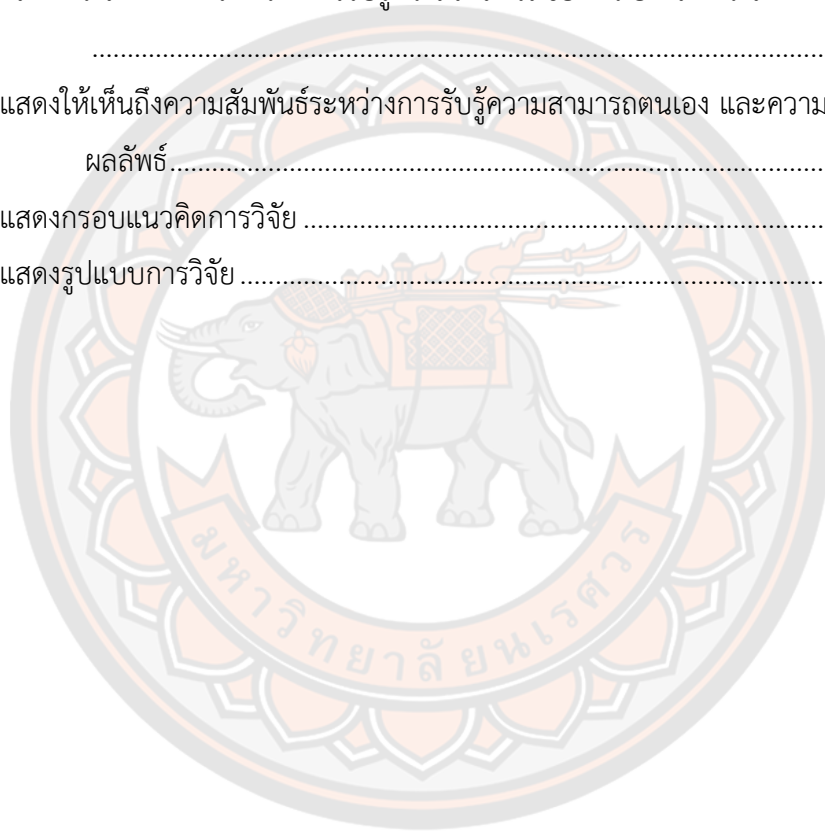 ....................................................................................................
แสดงให้เห็นถึงความสัมพันธ์ระหว่างการรับรู้ความสามารถตนเอง และความ
ผลลัพธ์....................................................................................
แสดงกรอบแนวคิดการวิจัย ..................................................................
แสดงรูปแบบการวิจัย ..........................................................................
มหาวิทยาลัยนเรศวร